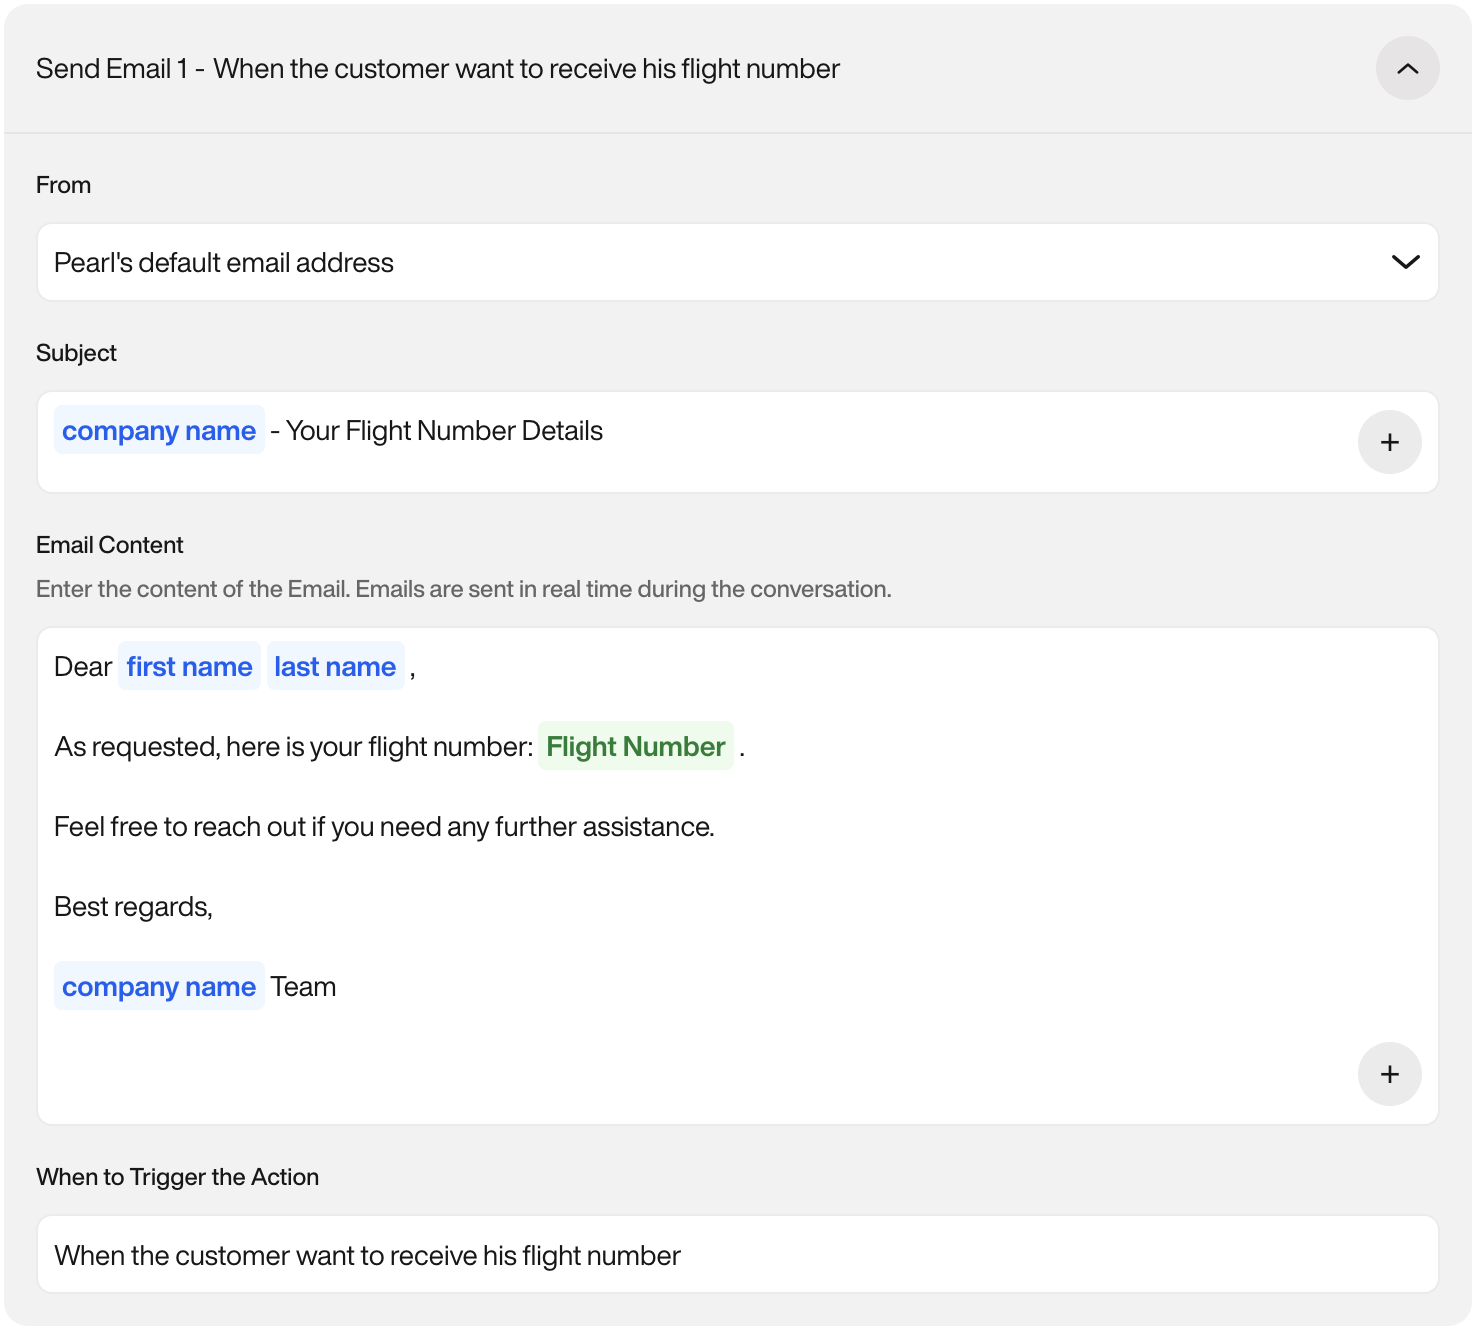 Send Email 1 - When the customer want to receive his flight number
From
Pearl's default email address
Subject
company name - Your Flight Number Details
+
Email Content
Enter the content of the Email. Emails are sent in real time during the conversation.
Dear first name last name ,
As requested, here is your flight number: Flight Number .
Feel free to reach out if you need any further assistance.
Best regards,
company name Team
+
When to Trigger the Action
When the customer want to receive his flight number